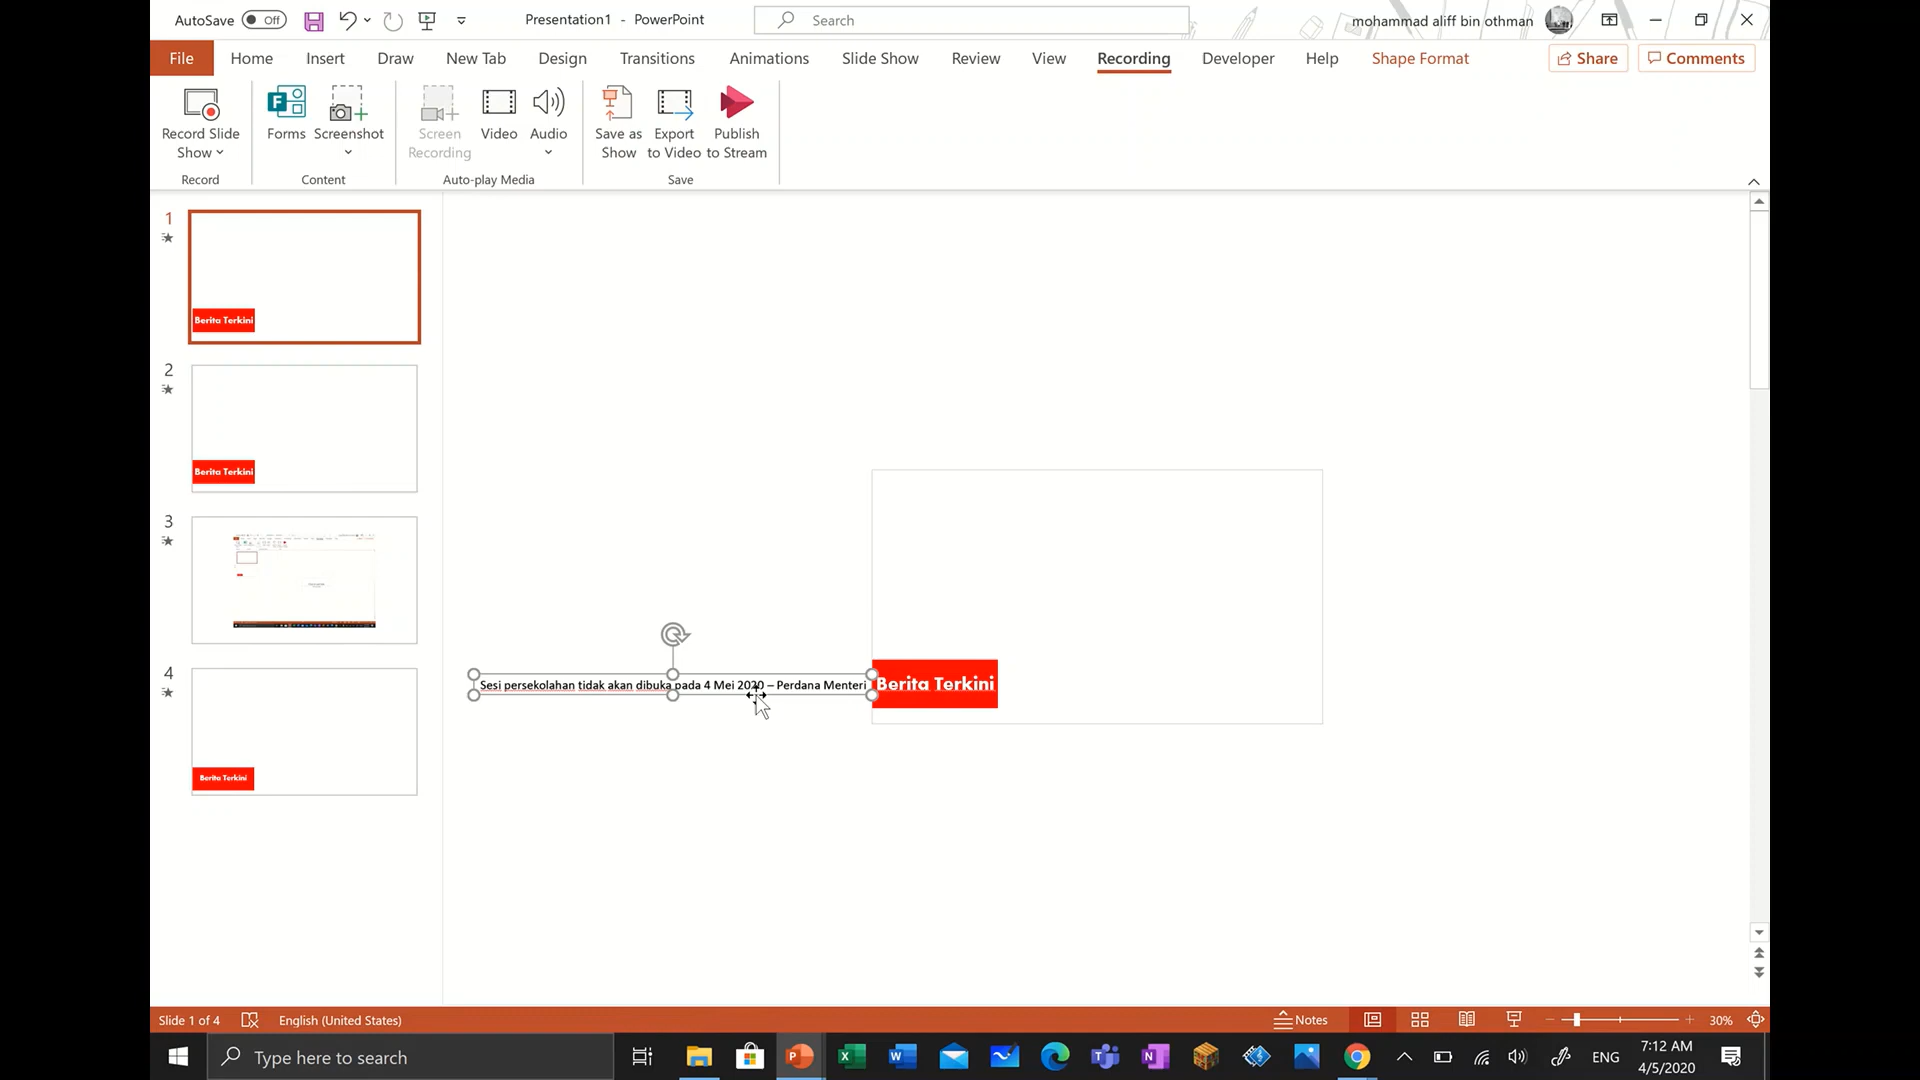 AutoSave Off Presentation1 - PowerPoint Search mohammad aliff bin othman
File Home Insert Draw New Tab Design Transitions Animations Slide Show Review View Recording Developer Help Shape Format Share Comments
Record Slide Show
Forms
Screenshot
Screen Recording
Video
Audio
Save as Show
Export to Video
Publish to Stream
Record Content Auto-play Media Save
1
Berita Terkini
2
Berita Terkini
3
4
Berita Terkini
Sesi persekolahan tidak akan dibuka pada 4 Mei 2020 – Perdana Menteri
Berita Terkini
Slide 1 of 4 English (United States) Notes 30%
Type here to search ENG 7:12 AM
4/5/2020